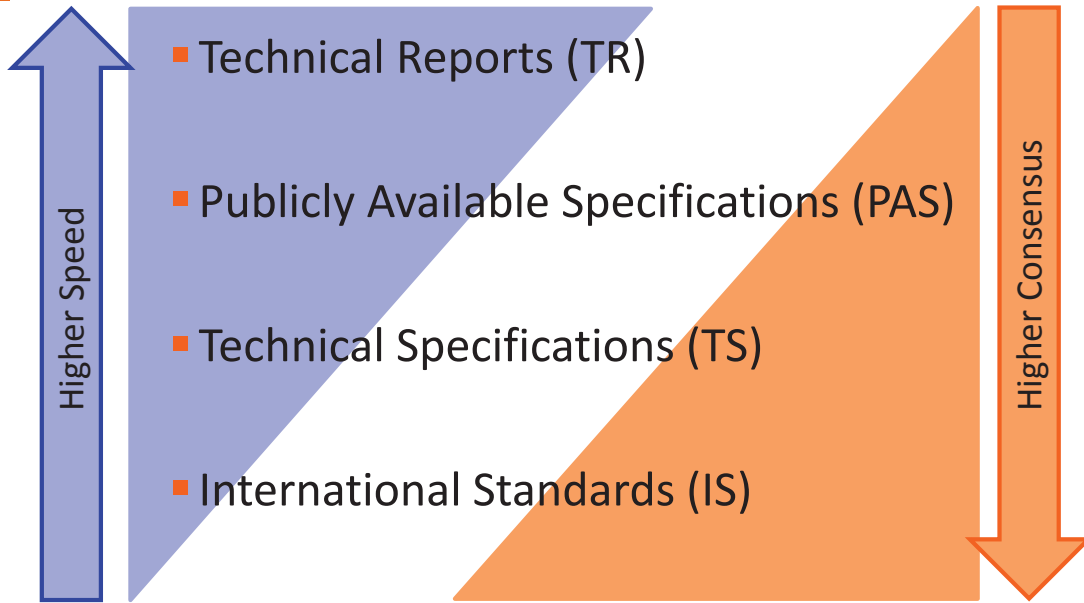 Technical Reports (TR)
Publicly Available Specifications (PAS)
Technical Specifications (TS)
International Standards (IS)
Higher Speed
Higher Consensus